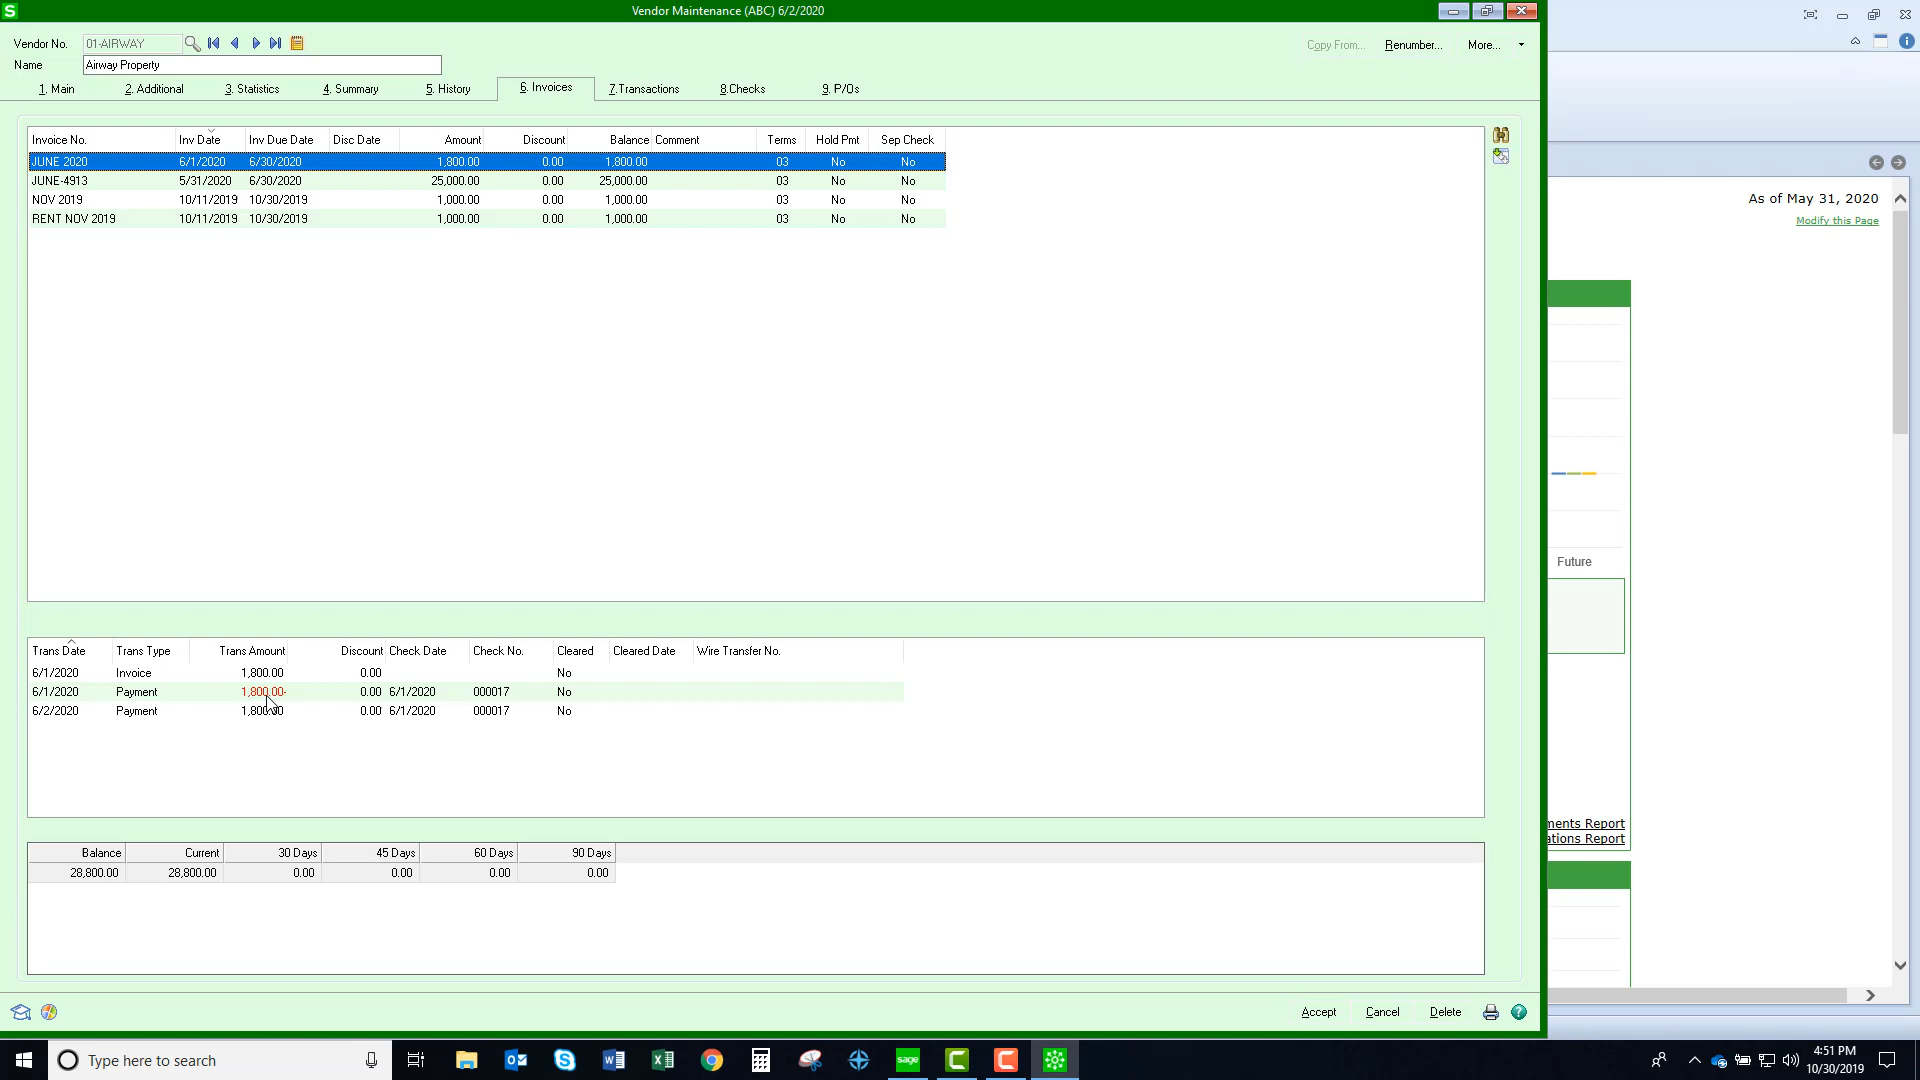 S Vendor Maintenance (ABC) 6/2/2020
Vendor No. 01-AIRWAY Copy From... Renumber... More...
Name Airway Property
1. Main 2. Additional 3. Statistics 4. Summary 5. History 6. Invoices 7.Transactions 8.Checks 9. P/Os
Invoice No. Inv Date Inv Due Date Disc Date Amount Discount Balance Comment Terms Hold Pmt Sep Check
JUNE 2020 6/1/2020 6/30/2020 1,800.00 0.00 1,800.00 03 No No
JUNE-4913 5/31/2020 6/30/2020 25,000.00 0.00 25,000.00 03 No No
NOV 2019 10/11/2019 10/30/2019 1,000.00 0.00 1,000.00 03 No No
RENT NOV 2019 10/11/2019 10/30/2019 1,000.00 0.00 1,000.00 03 No No
As of May 31, 2020
Modify this Page
Future
Trans Date Trans Type Trans Amount Discount Check Date Check No. Cleared Cleared Date Wire Transfer No.
6/1/2020 Invoice 1,800.00 0.00 No
6/1/2020 Payment 1,800.00- 0.00 6/1/2020 000017 No
6/2/2020 Payment 1,800.00 0.00 6/1/2020 000017 No
ments Report
ations Report
Balance Current 30 Days 45 Days 60 Days 90 Days
28,800.00 28,800.00 0.00 0.00 0.00 0.00
Accept Cancel Delete
Type here to search
sage
4:51 PM
10/30/2019